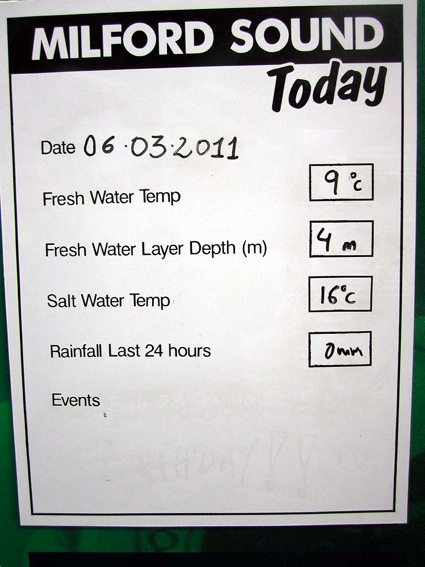 MILFORD SOUND
Today
Date 06.03.2011
Fresh Water Temp 9°c
Fresh Water Layer Depth (m) 4 m
Salt Water Temp 16°c
Rainfall Last 24 hours 0mm
Events